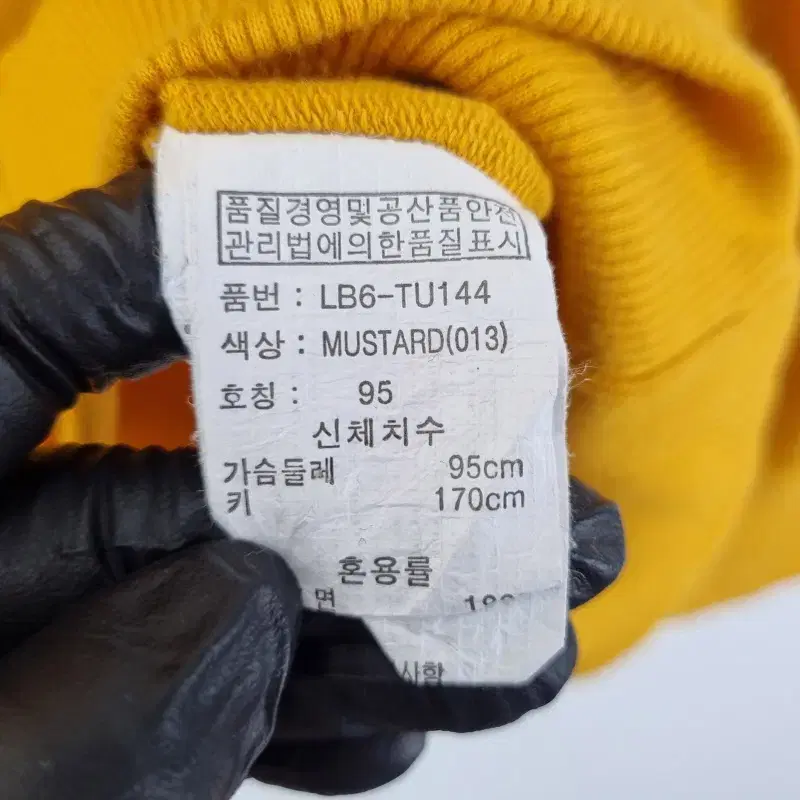 품질경영및공산품안전
관리법에의한품질표시
품번 : LB6-TU144
색상 : MUSTARD(013)
호칭 : 95
신체치수
가슴둘레 95cm
키 170cm
혼용률
면
사항